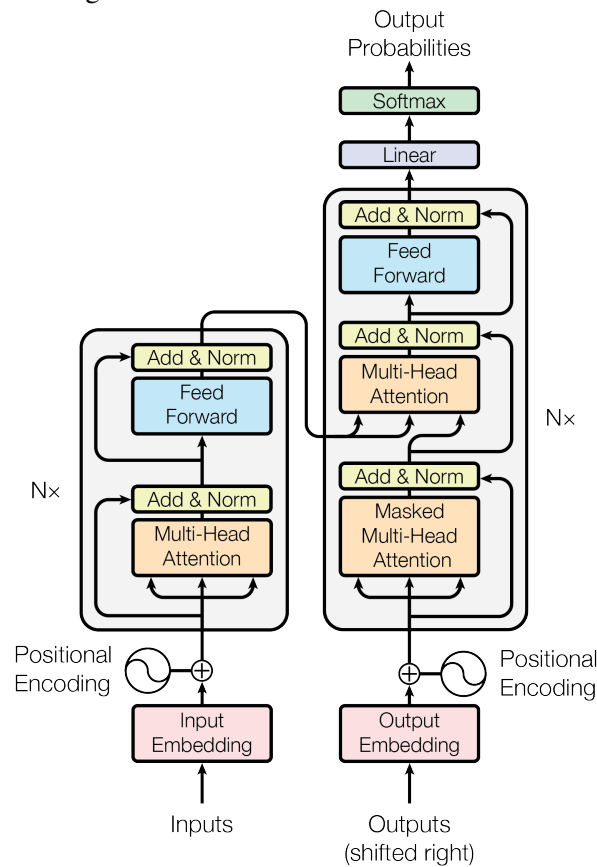 Output
Probabilities
Softmax
Linear
Add & Norm
Feed
Forward
Add & Norm
Multi-Head
Attention
Add & Norm
Masked
Multi-Head
Attention
Nx
Add & Norm
Feed
Forward
Add & Norm
Multi-Head
Attention
Nx
Positional
Encoding
Positional
Encoding
Input
Embedding
Output
Embedding
Inputs
Outputs
(shifted right)